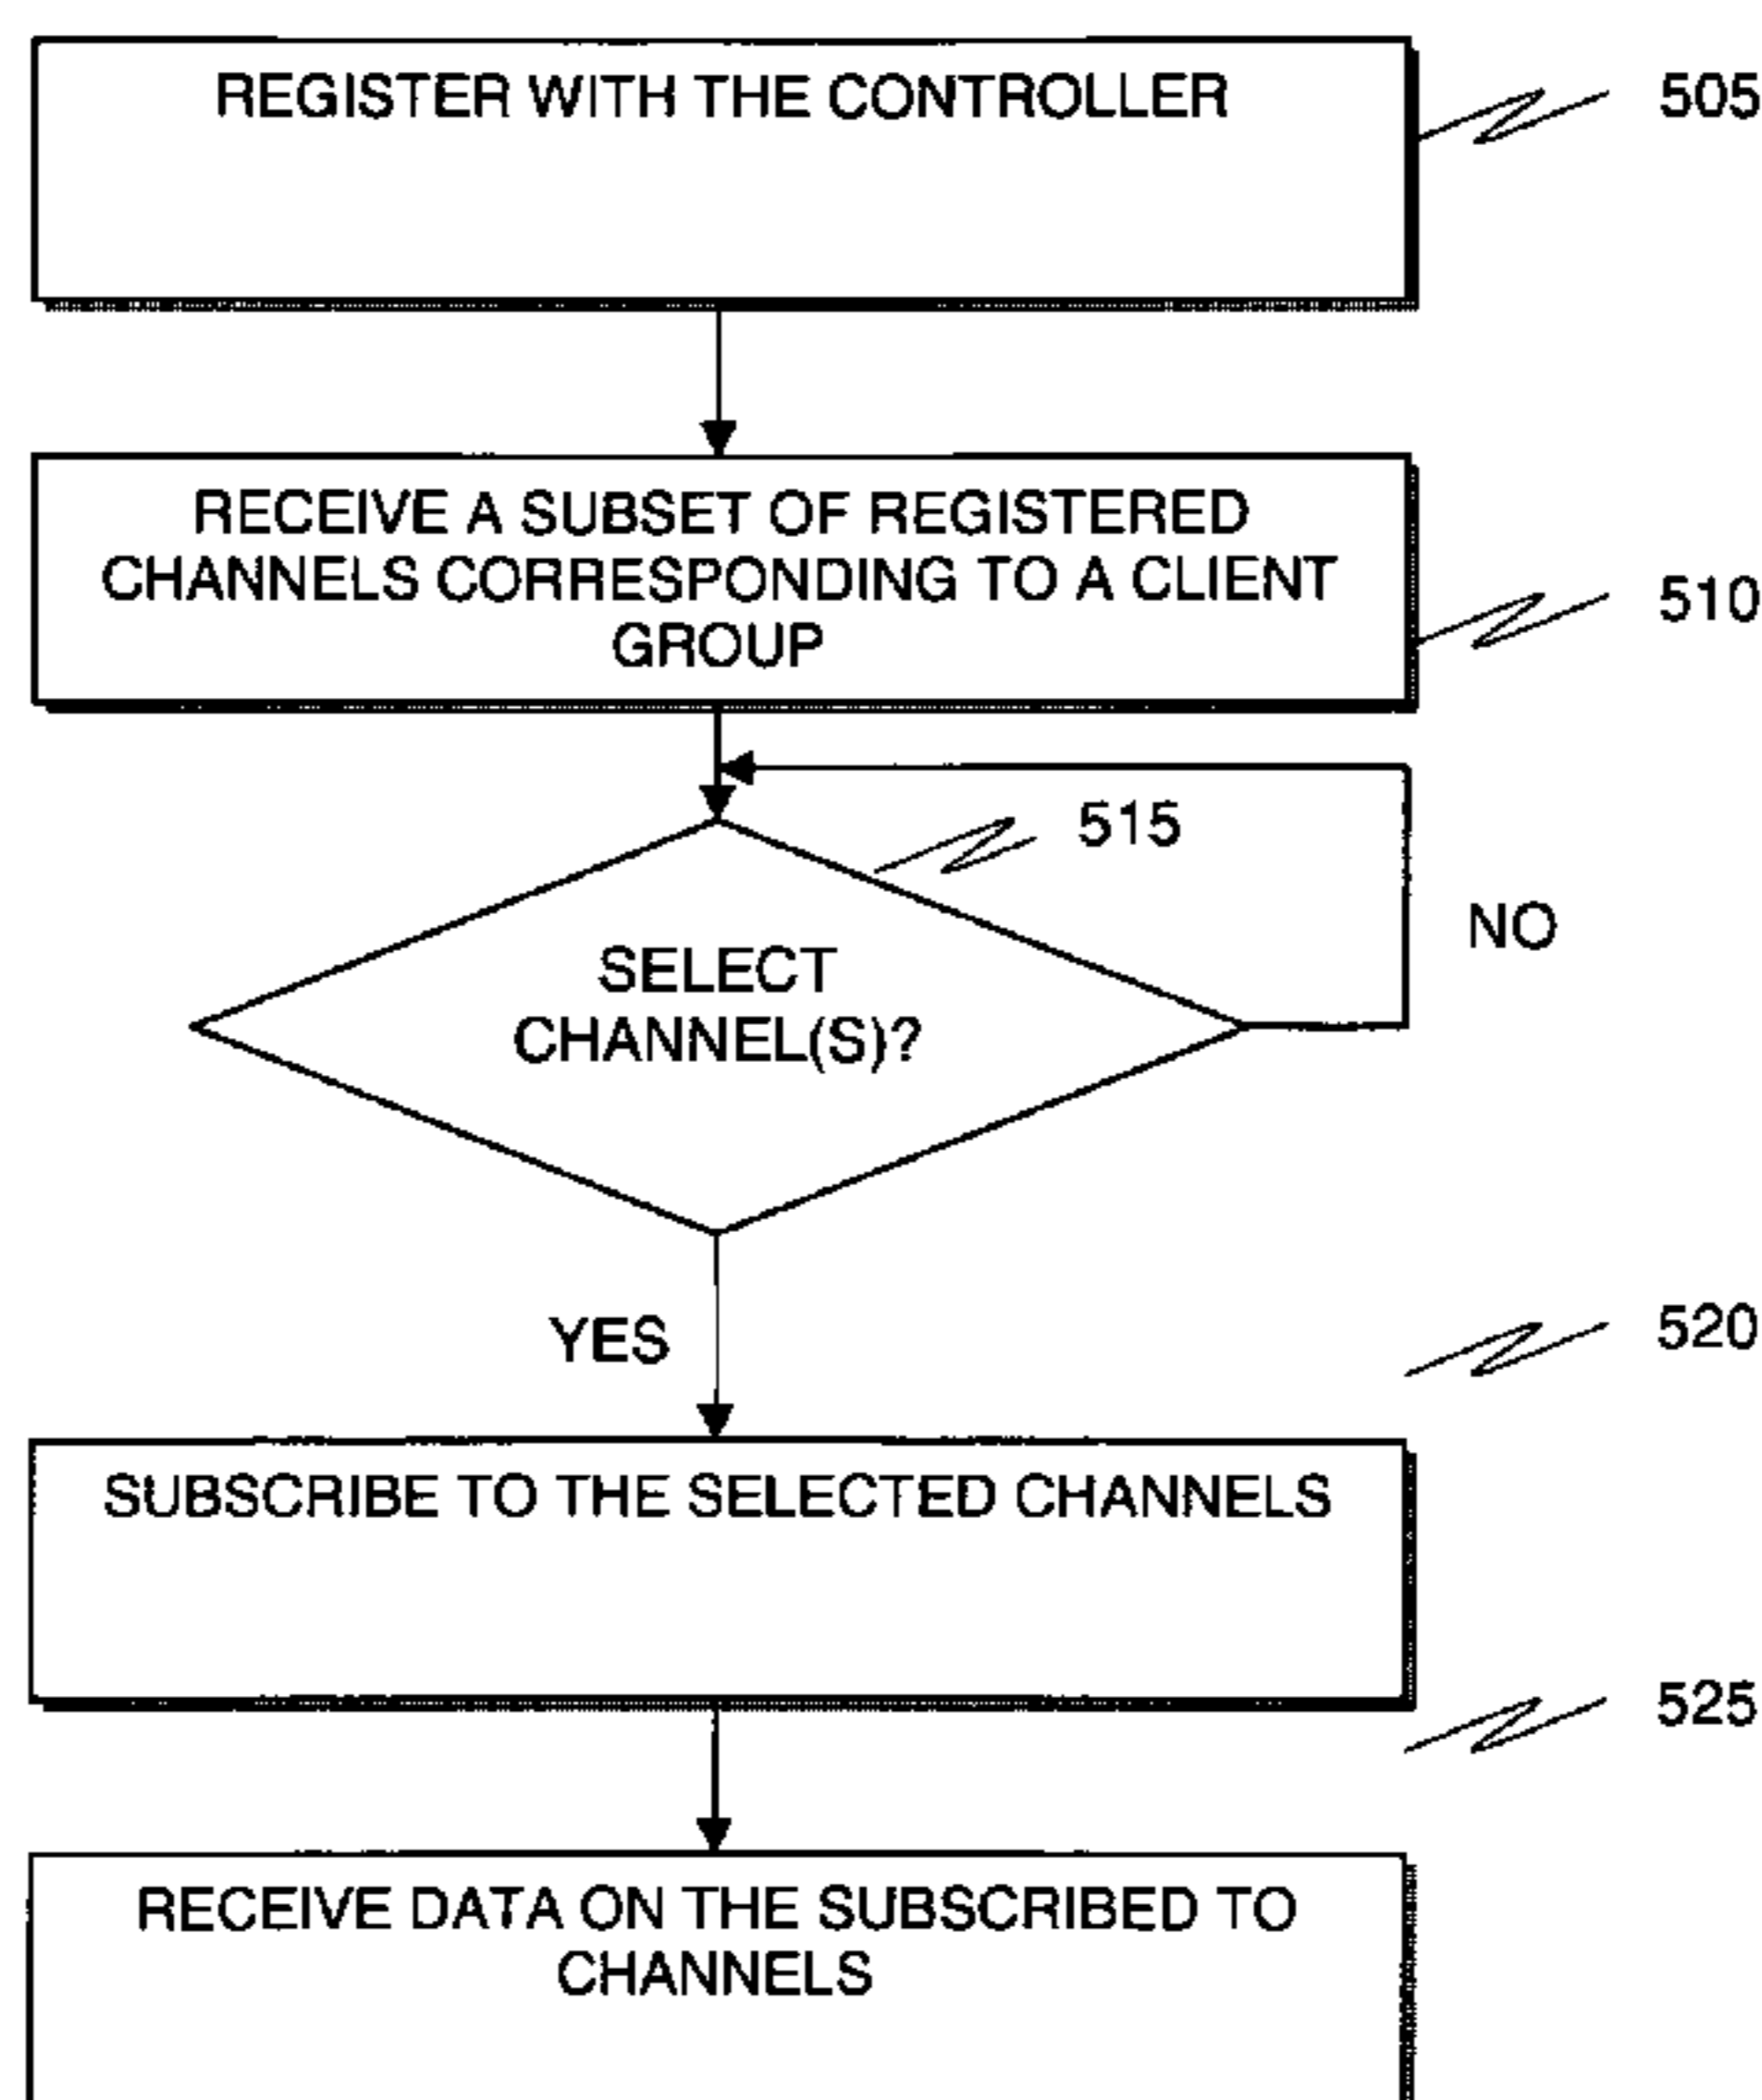 REGISTER WITH THE CONTROLLER
505
RECEIVE A SUBSET OF REGISTERED
CHANNELS CORRESPONDING TO A CLIENT
GROUP
510
515
SELECT
CHANNEL(S)?
NO
YES
520
SUBSCRIBE TO THE SELECTED CHANNELS
525
RECEIVE DATA ON THE SUBSCRIBED TO
CHANNELS